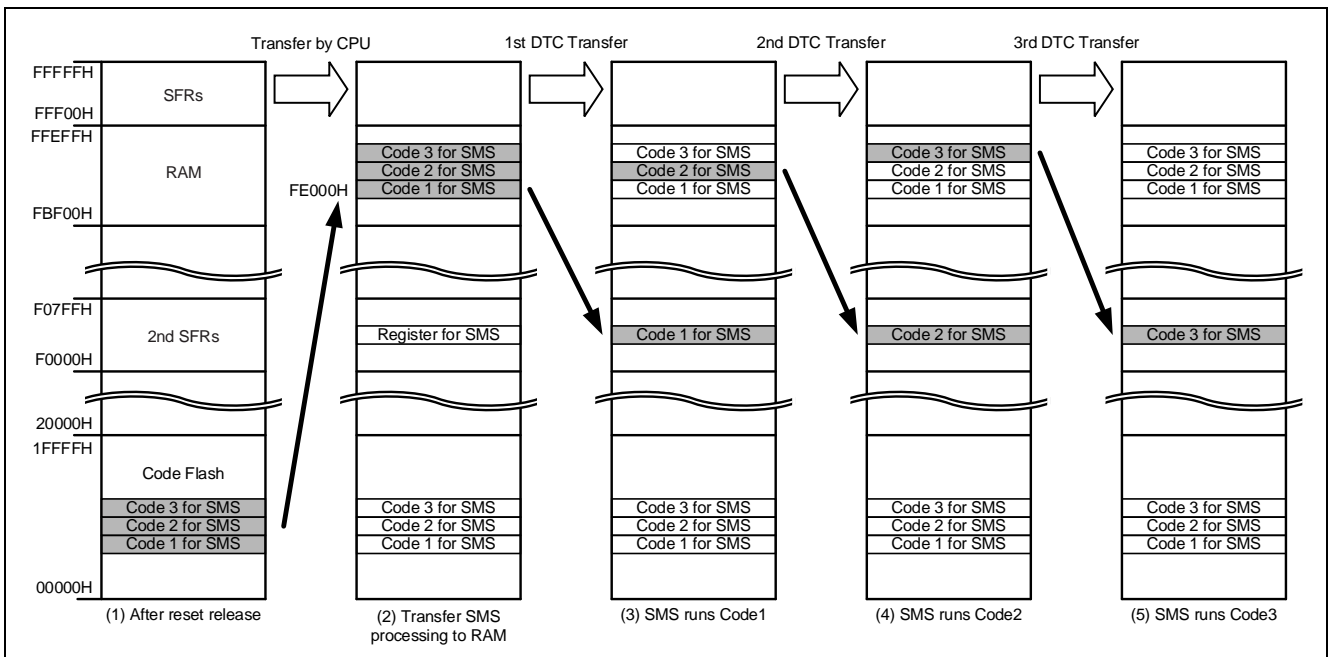 Transfer by CPU
1st DTC Transfer
2nd DTC Transfer
3rd DTC Transfer
FFFFFH
SFRs
FFF00H
FFEFFH
RAM
FBF00H
F07FFH
2nd SFRs
F0000H
20000H
1FFFFH
Code Flash
Code 3 for SMS
Code 2 for SMS
Code 1 for SMS
00000H
(1) After reset release
Code 3 for SMS
Code 2 for SMS
FE000H
Code 1 for SMS
Register for SMS
Code 3 for SMS
Code 2 for SMS
Code 1 for SMS
(2) Transfer SMS
processing to RAM
Code 3 for SMS
Code 2 for SMS
Code 1 for SMS
Code 1 for SMS
Code 3 for SMS
Code 2 for SMS
Code 1 for SMS
(3) SMS runs Code1
Code 3 for SMS
Code 2 for SMS
Code 1 for SMS
Code 2 for SMS
Code 3 for SMS
Code 2 for SMS
Code 1 for SMS
(4) SMS runs Code2
Code 3 for SMS
Code 2 for SMS
Code 1 for SMS
Code 3 for SMS
Code 3 for SMS
Code 2 for SMS
Code 1 for SMS
(5) SMS runs Code3